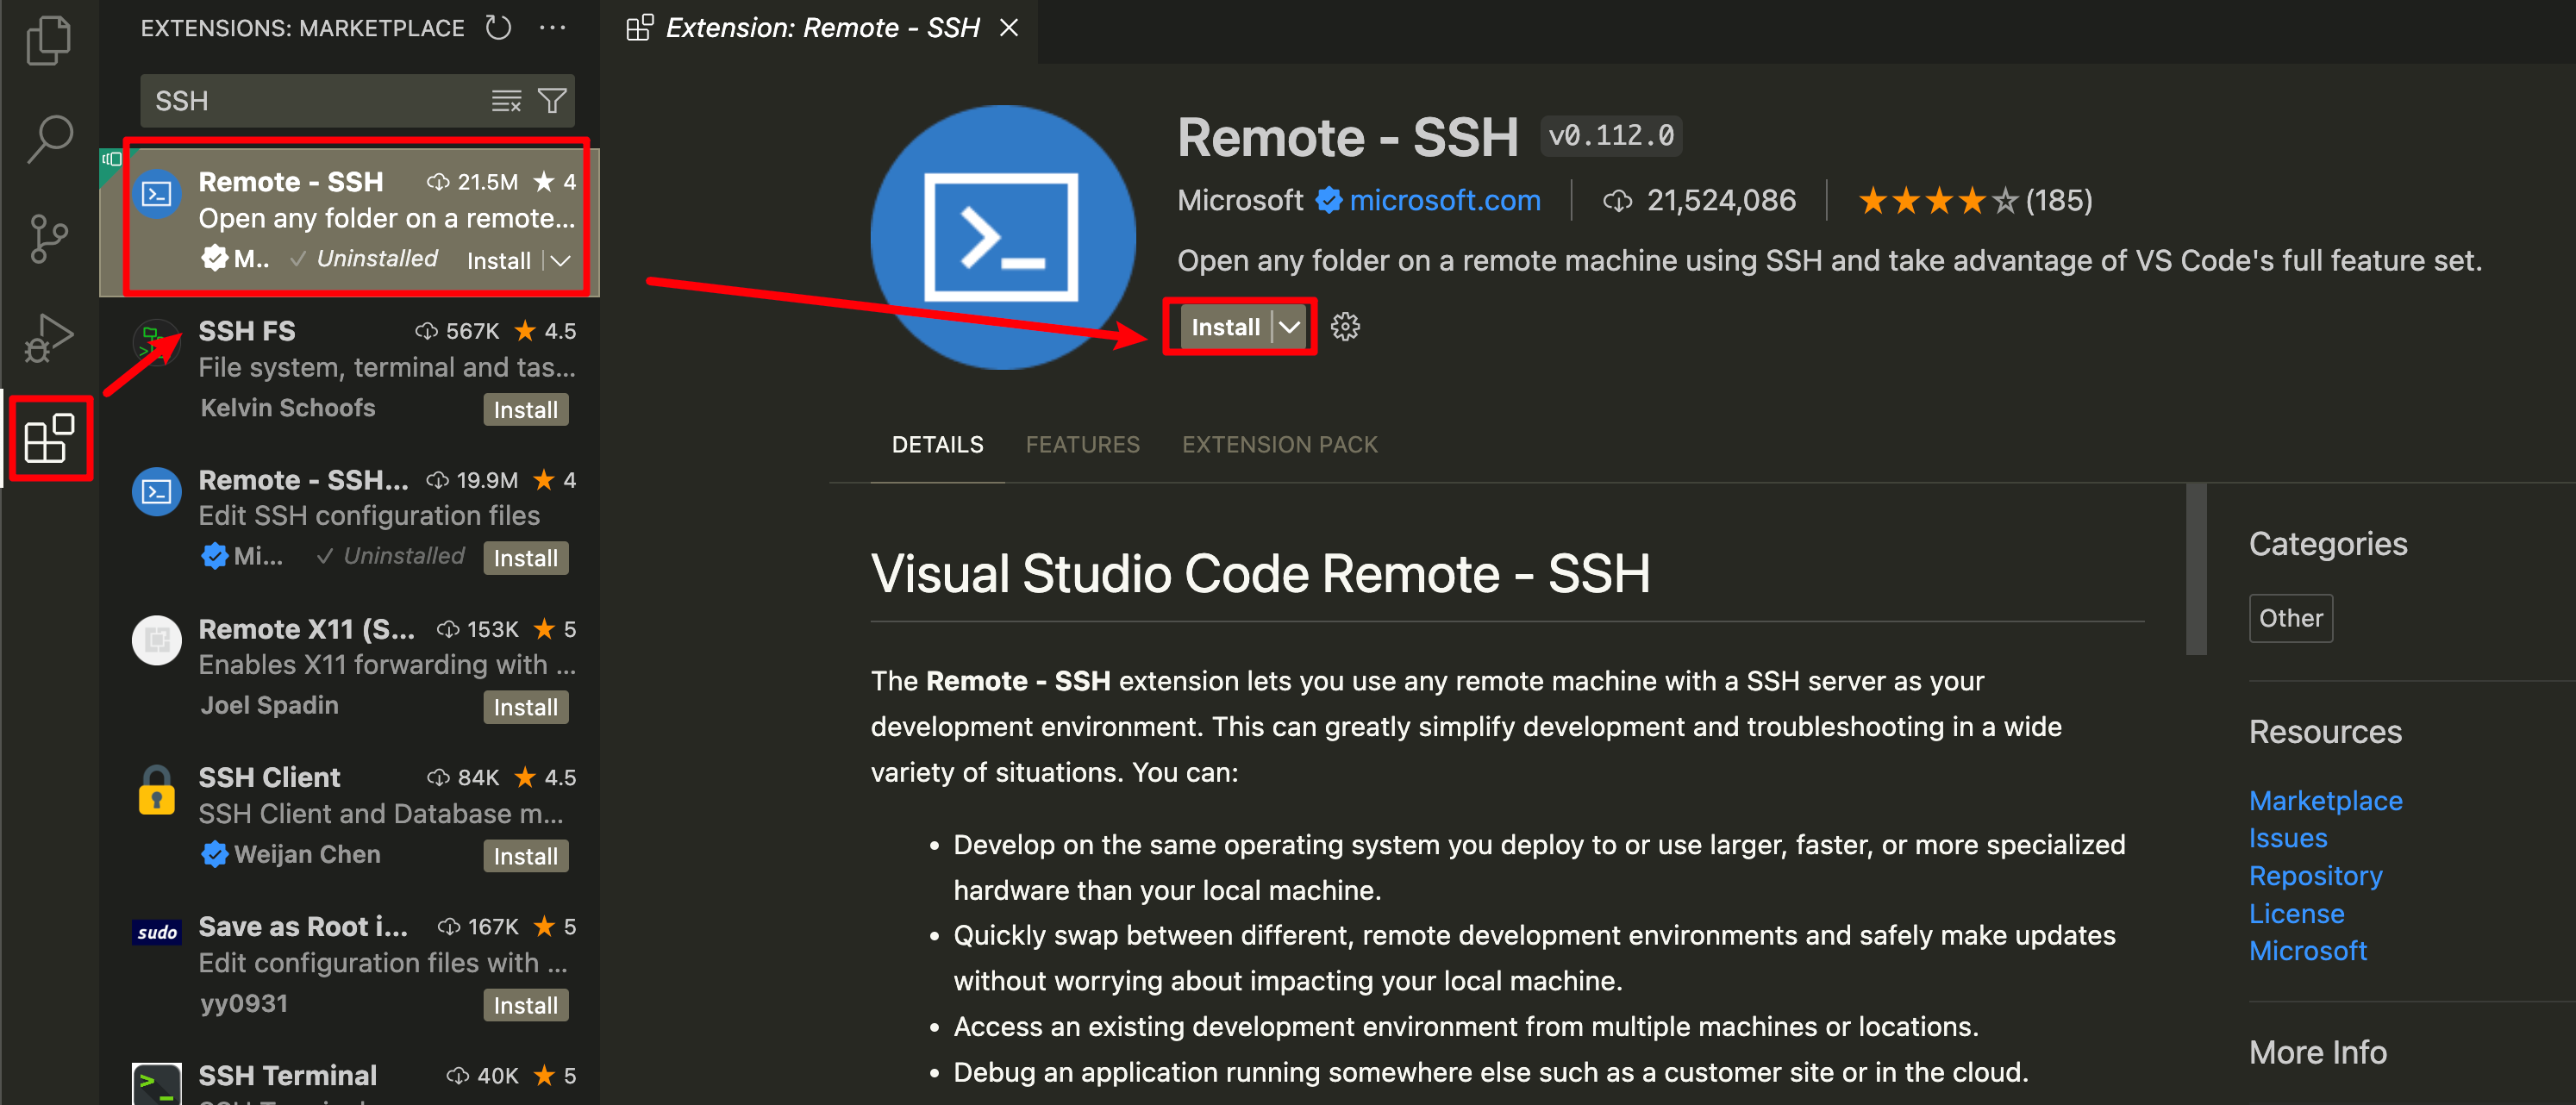 EXTENSIONS: MARKETPLACE
SSH
Remote - SSH 21.5M ★ 4
Open any folder on a remote...
M.. ✓ Uninstalled Install
SSH FS 567K ★ 4.5
File system, terminal and tas...
Kelvin Schoofs Install
Remote - SSH... 19.9M ★ 4
Edit SSH configuration files
Mi... ✓ Uninstalled Install
Remote X11 (S... 153K ★ 5
Enables X11 forwarding with ...
Joel Spadin Install
SSH Client 84K ★ 4.5
SSH Client and Database m...
Weijan Chen Install
sudo
Save as Root i... 167K ★ 5
Edit configuration files with ...
yy0931 Install
SSH Terminal 40K ★ 5
Extension: Remote - SSH
Remote - SSH v0.112.0
Microsoft microsoft.com 21,524,086 ★★★★☆ (185)
Open any folder on a remote machine using SSH and take advantage of VS Code's full feature set.
Install
DETAILS FEATURES EXTENSION PACK
Visual Studio Code Remote - SSH
The Remote - SSH extension lets you use any remote machine with a SSH server as your
development environment. This can greatly simplify development and troubleshooting in a wide
variety of situations. You can:
• Develop on the same operating system you deploy to or use larger, faster, or more specialized
hardware than your local machine.
• Quickly swap between different, remote development environments and safely make updates
without worrying about impacting your local machine.
• Access an existing development environment from multiple machines or locations.
• Debug an application running somewhere else such as a customer site or in the cloud.
Categories
Other
Resources
Marketplace
Issues
Repository
License
Microsoft
More Info